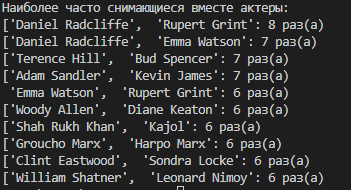 Наиболее часто снимающиеся вместе актеры:
['Daniel Radcliffe', 'Rupert Grint': 8 раз(а)
['Daniel Radcliffe', 'Emma Watson': 7 раз(а)
['Terence Hill', 'Bud Spencer': 7 раз(а)
['Adam Sandler', 'Kevin James': 7 раз(а)
'Emma Watson', 'Rupert Grint': 6 раз(а)
['Woody Allen', 'Diane Keaton': 6 раз(а)
['Shah Rukh Khan', 'Kajol': 6 раз(а)
['Groucho Marx', 'Harpo Marx': 6 раз(а)
['Clint Eastwood', 'Sondra Locke': 6 раз(а)
['William Shatner', 'Leonard Nimoy': 6 раз(а)